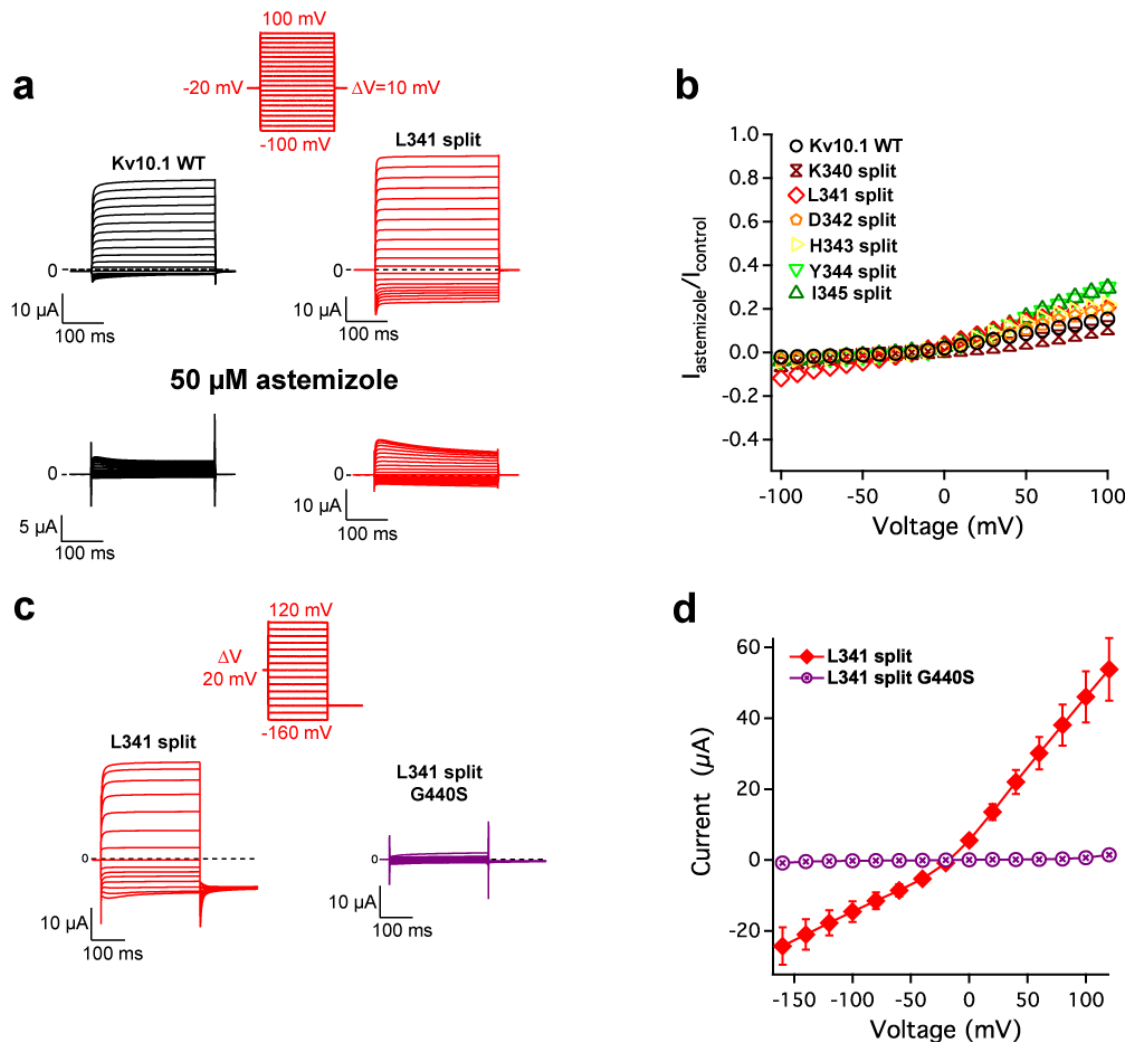 a
100 mV
-20 mV
ΔV=10 mV
-100 mV
Kv10.1 WT
L341 split
0
0
10 µA
100 ms
10 µA
100 ms
50 µM astemizole
0
0
5 µA
100 ms
10 µA
100 ms
b
1.0
0.8
0.6
0.4
0.2
0.0
-0.2
-0.4
Iastemizole/Icontrol
Kv10.1 WT
K340 split
L341 split
D342 split
H343 split
Y344 split
I345 split
-100
-50
0
50
100
Voltage (mV)
c
120 mV
ΔV
20 mV
-160 mV
L341 split
L341 split
G440S
0
0
10 µA
100 ms
10 µA
100 ms
d
60
40
20
0
-20
Current (µA)
L341 split
L341 split G440S
-150
-100
-50
0
50
100
Voltage (mV)